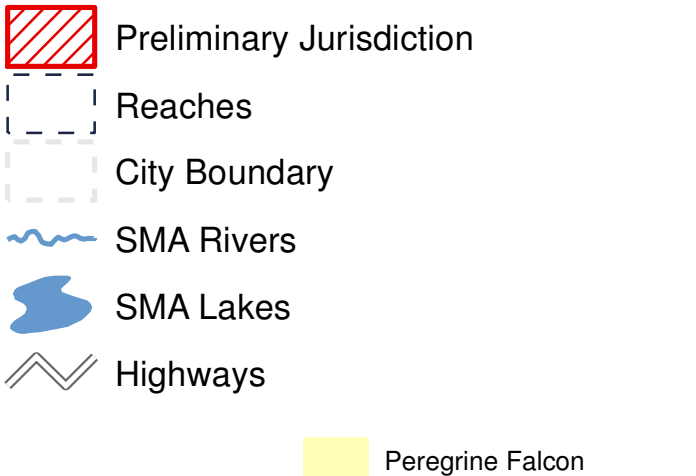 Preliminary Jurisdiction
Reaches
City Boundary
SMA Rivers
SMA Lakes
Highways
Peregrine Falcon